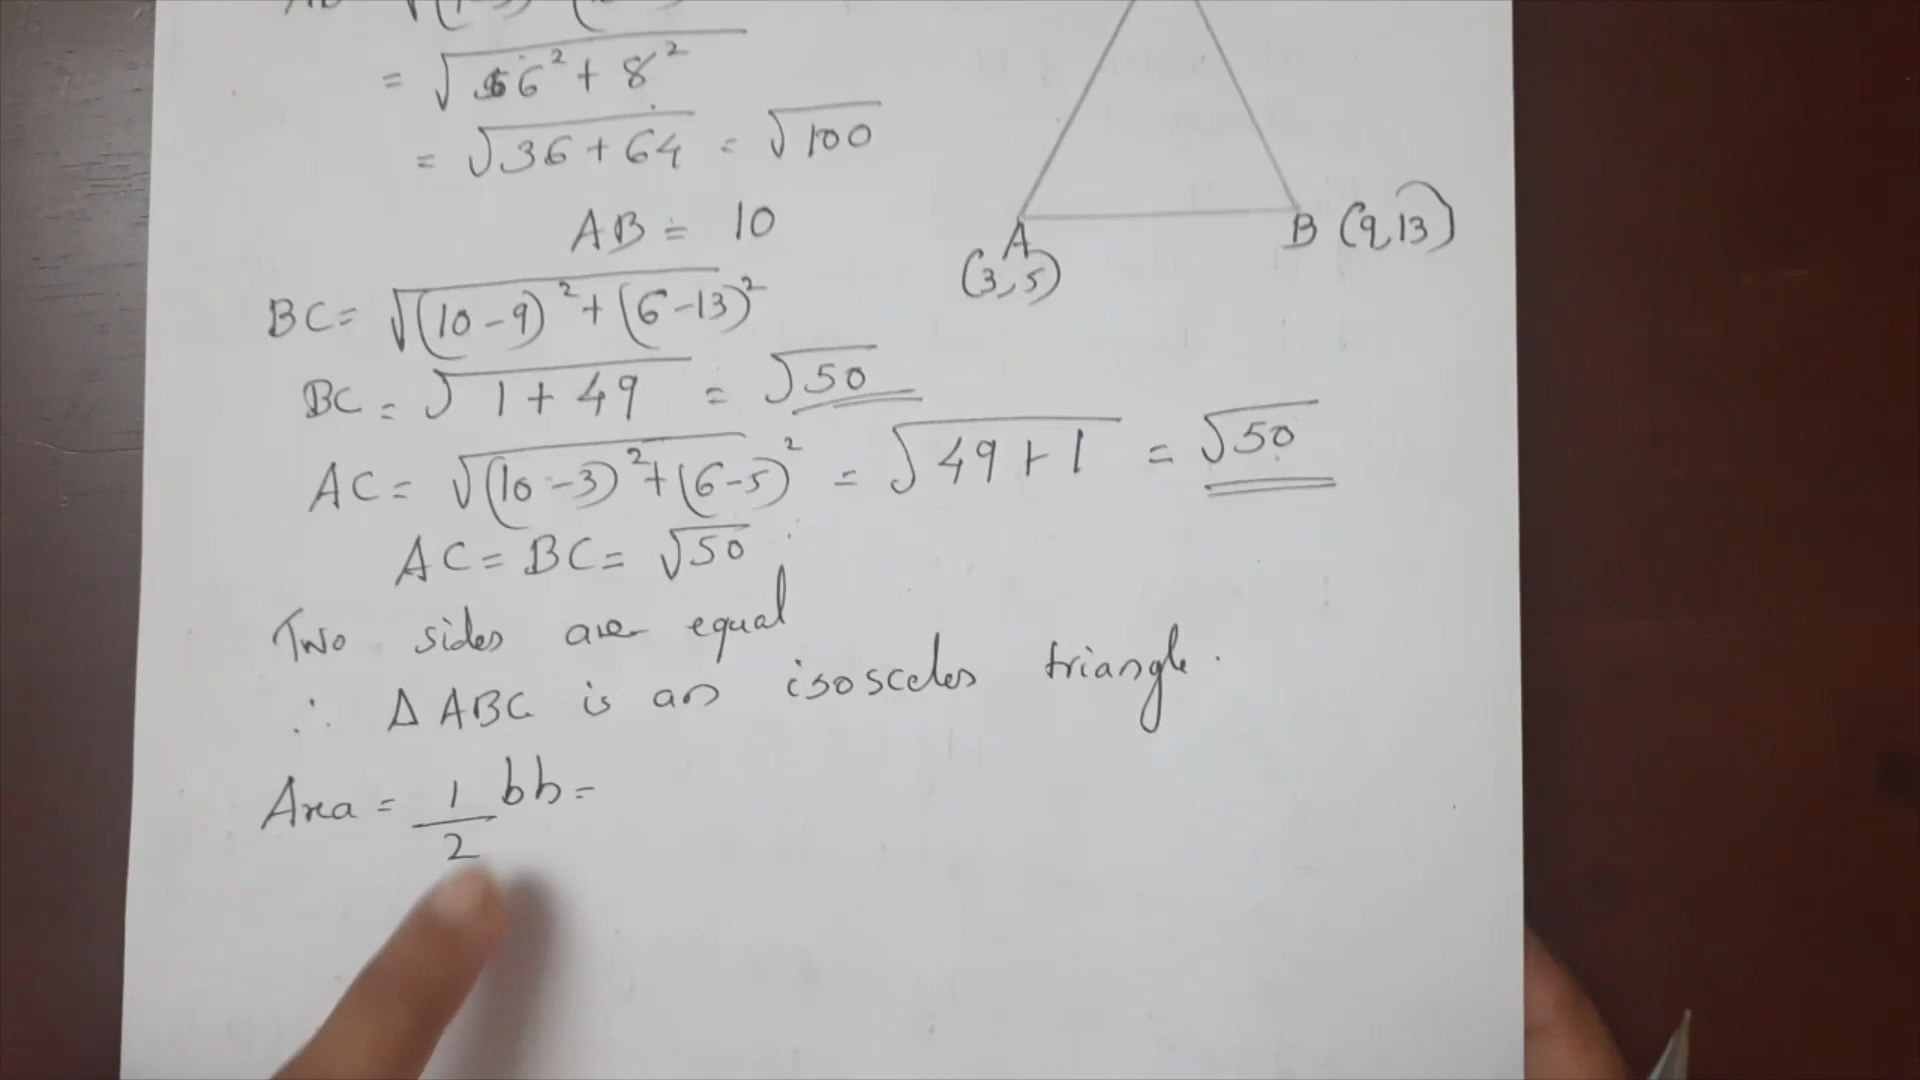 = √6² + 8²
= √36 + 64 = √100
AB = 10
A
(3, 5)
B (9, 13)
BC = √(10 - 9)² + (6 - 13)²
BC = √1 + 49 = √50
AC = √(10 - 3)² + (6 - 5)² = √49 + 1 = √50
AC = BC = √50
Two sides are equal
∴ Δ ABC is an isosceles triangle.
Area = 1/2 bh =